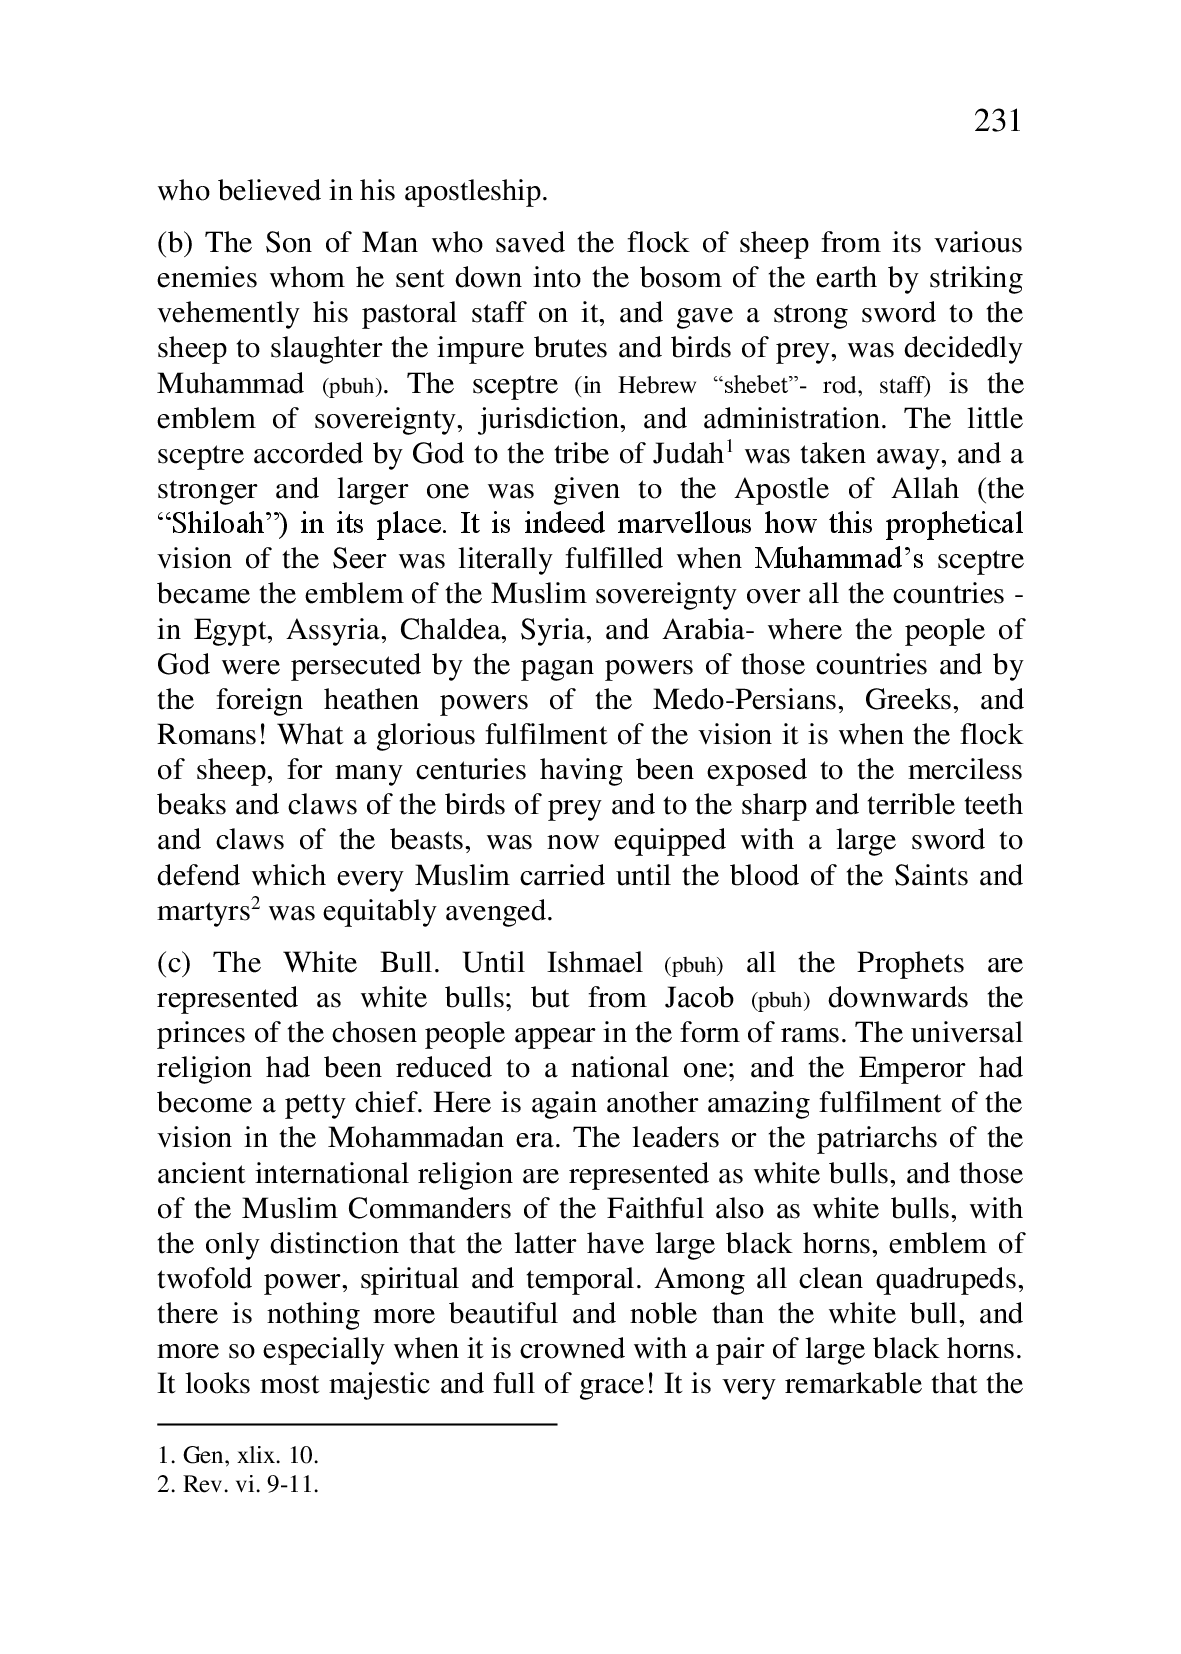 231
who believed in his apostleship.
(b) The Son of Man who saved the flock of sheep from its various
enemies whom he sent down into the bosom of the earth by striking
vehemently his pastoral staff on it, and gave a strong sword to the
sheep to slaughter the impure brutes and birds of prey, was decidedly
Muhammad (pbuh). The sceptre (in Hebrew “shebet”- rod, staff) is the
emblem of sovereignty, jurisdiction, and administration. The little
sceptre accorded by God to the tribe of Judah1 was taken away, and a
stronger and larger one was given to the Apostle of Allah (the
“Shiloah”) in its place. It is indeed marvellous how this prophetical
vision of the Seer was literally fulfilled when Muhammad’s sceptre
became the emblem of the Muslim sovereignty over all the countries -
in Egypt, Assyria, Chaldea, Syria, and Arabia- where the people of
God were persecuted by the pagan powers of those countries and by
the foreign heathen powers of the Medo-Persians, Greeks, and
Romans! What a glorious fulfilment of the vision it is when the flock
of sheep, for many centuries having been exposed to the merciless
beaks and claws of the birds of prey and to the sharp and terrible teeth
and claws of the beasts, was now equipped with a large sword to
defend which every Muslim carried until the blood of the Saints and
martyrs2 was equitably avenged.
(c) The White Bull. Until Ishmael (pbuh) all the Prophets are
represented as white bulls; but from Jacob (pbuh) downwards the
princes of the chosen people appear in the form of rams. The universal
religion had been reduced to a national one; and the Emperor had
become a petty chief. Here is again another amazing fulfilment of the
vision in the Mohammadan era. The leaders or the patriarchs of the
ancient international religion are represented as white bulls, and those
of the Muslim Commanders of the Faithful also as white bulls, with
the only distinction that the latter have large black horns, emblem of
twofold power, spiritual and temporal. Among all clean quadrupeds,
there is nothing more beautiful and noble than the white bull, and
more so especially when it is crowned with a pair of large black horns.
It looks most majestic and full of grace! It is very remarkable that the
1. Gen, xlix. 10.
2. Rev. vi. 9-11.